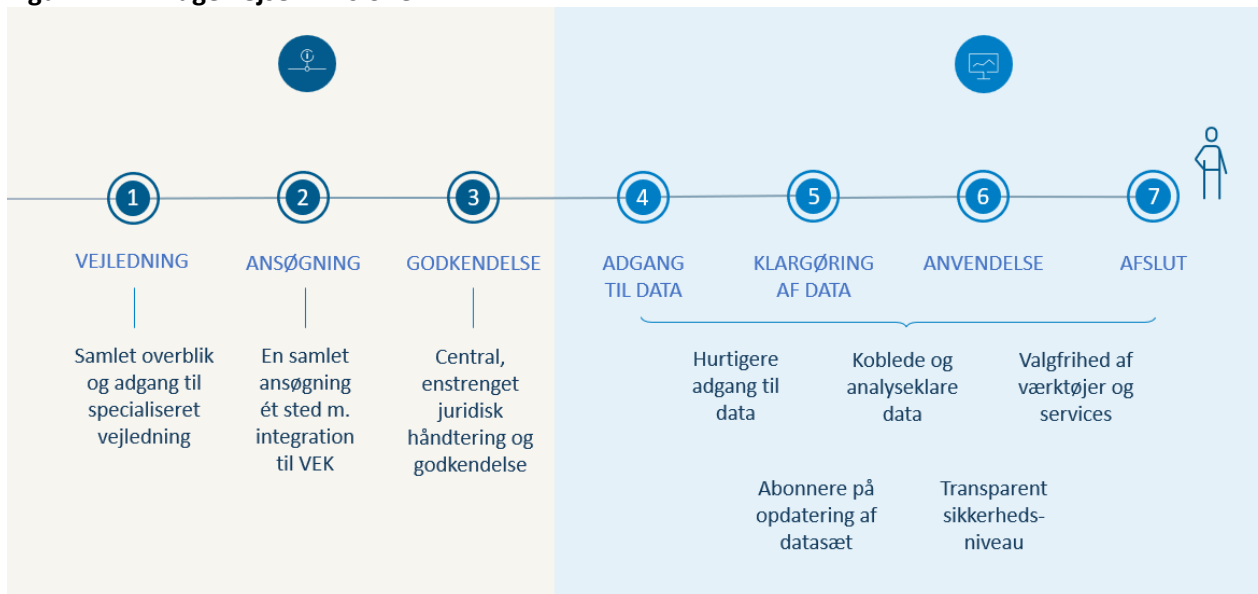 1
2
3
4
5
6
7
VEJLEDNING
ANSØGNING
GODKENDELSE
ADGANG
TIL DATA
KLARGØRING
AF DATA
ANVENDELSE
AFSLUT
Samlet overblik
og adgang til
specialiseret
vejledning
En samlet
ansøgning
ét sted m.
integration
til VEK
Central,
enstrenget
juridisk
håndtering og
godkendelse
Hurtigere
adgang til
data
Koblede og
analyseklare
data
Valgfrihed af
værktøjer og
services
Abonnere på
opdatering af
datasæt
Transparent
sikkerheds-
niveau